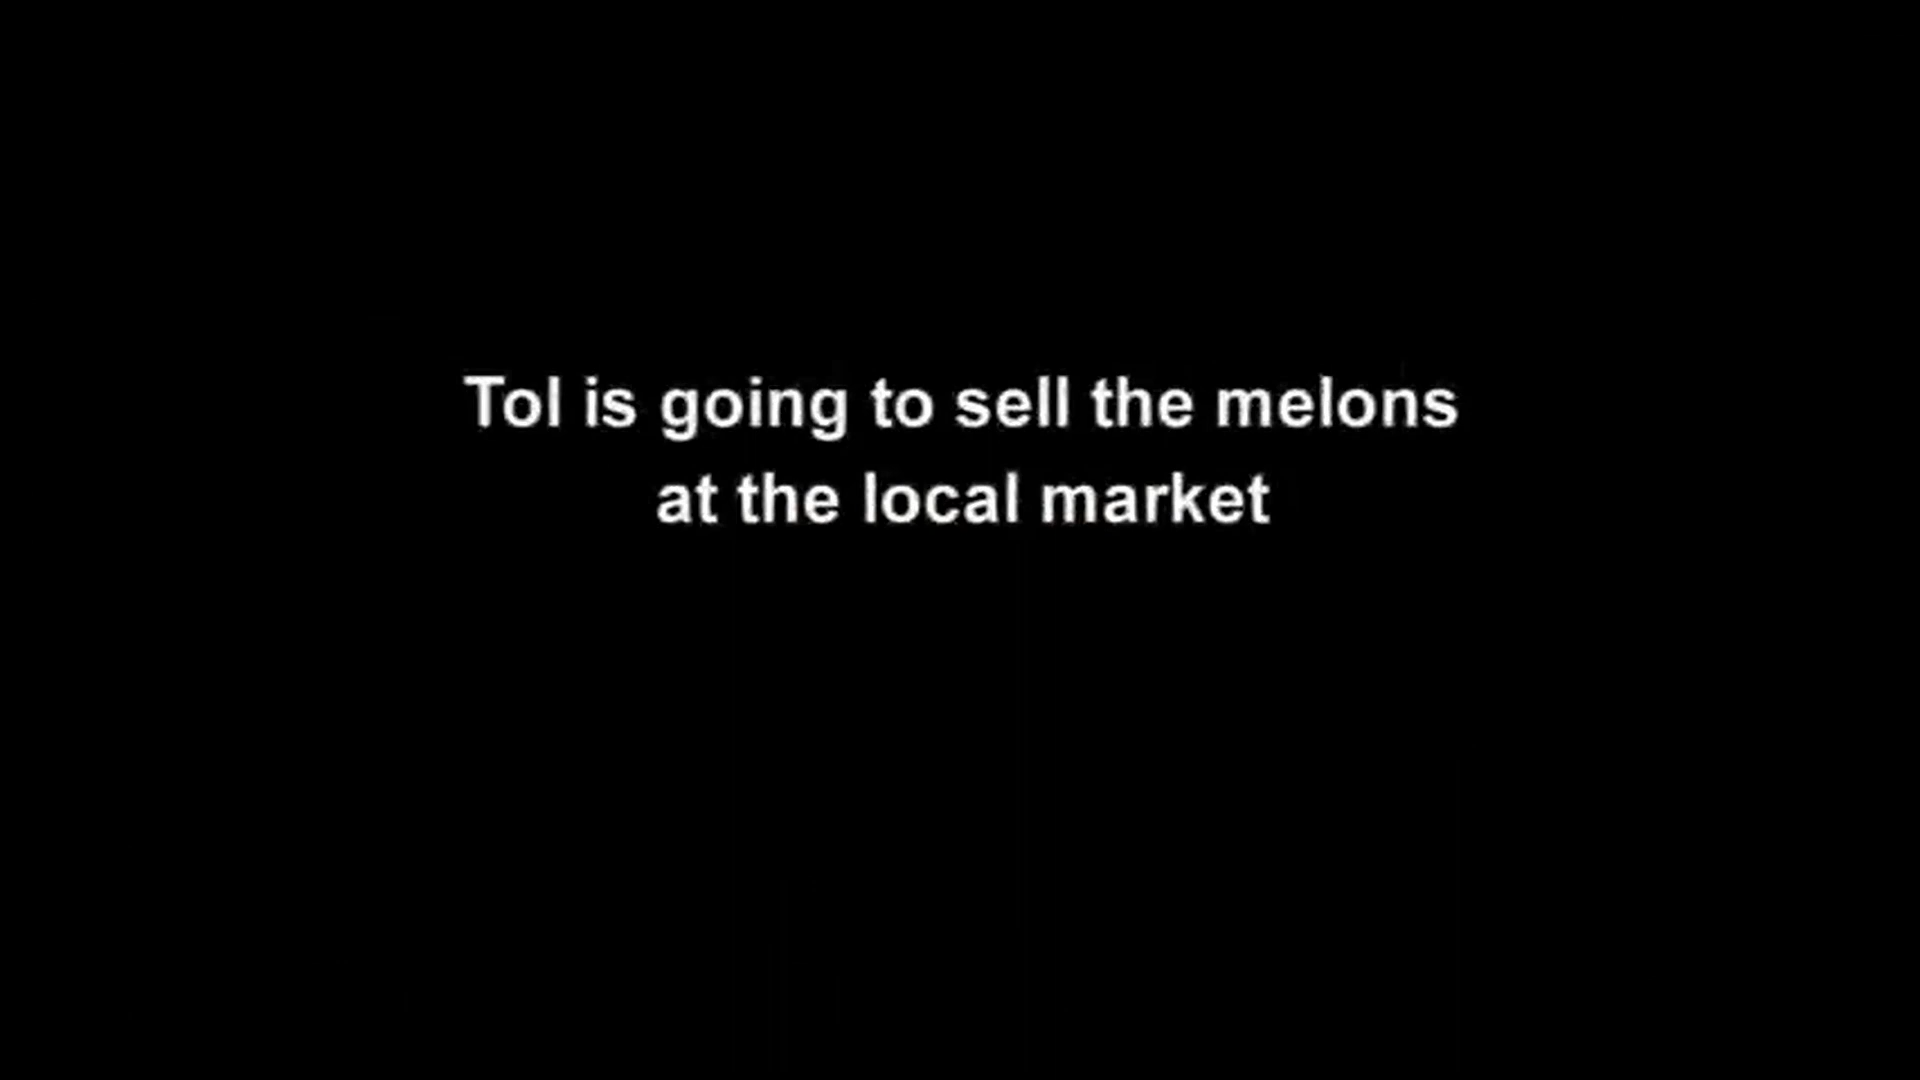 Tol is going to sell the melons
at the local market